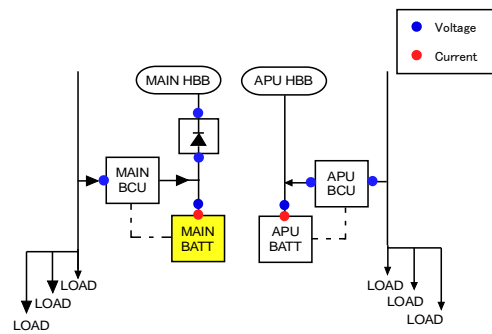 Voltage
Current
MAIN HBB
APU HBB
MAIN
BCU
APU
BCU
MAIN
BATT
APU
BATT
LOAD
LOAD
LOAD
LOAD
LOAD
LOAD